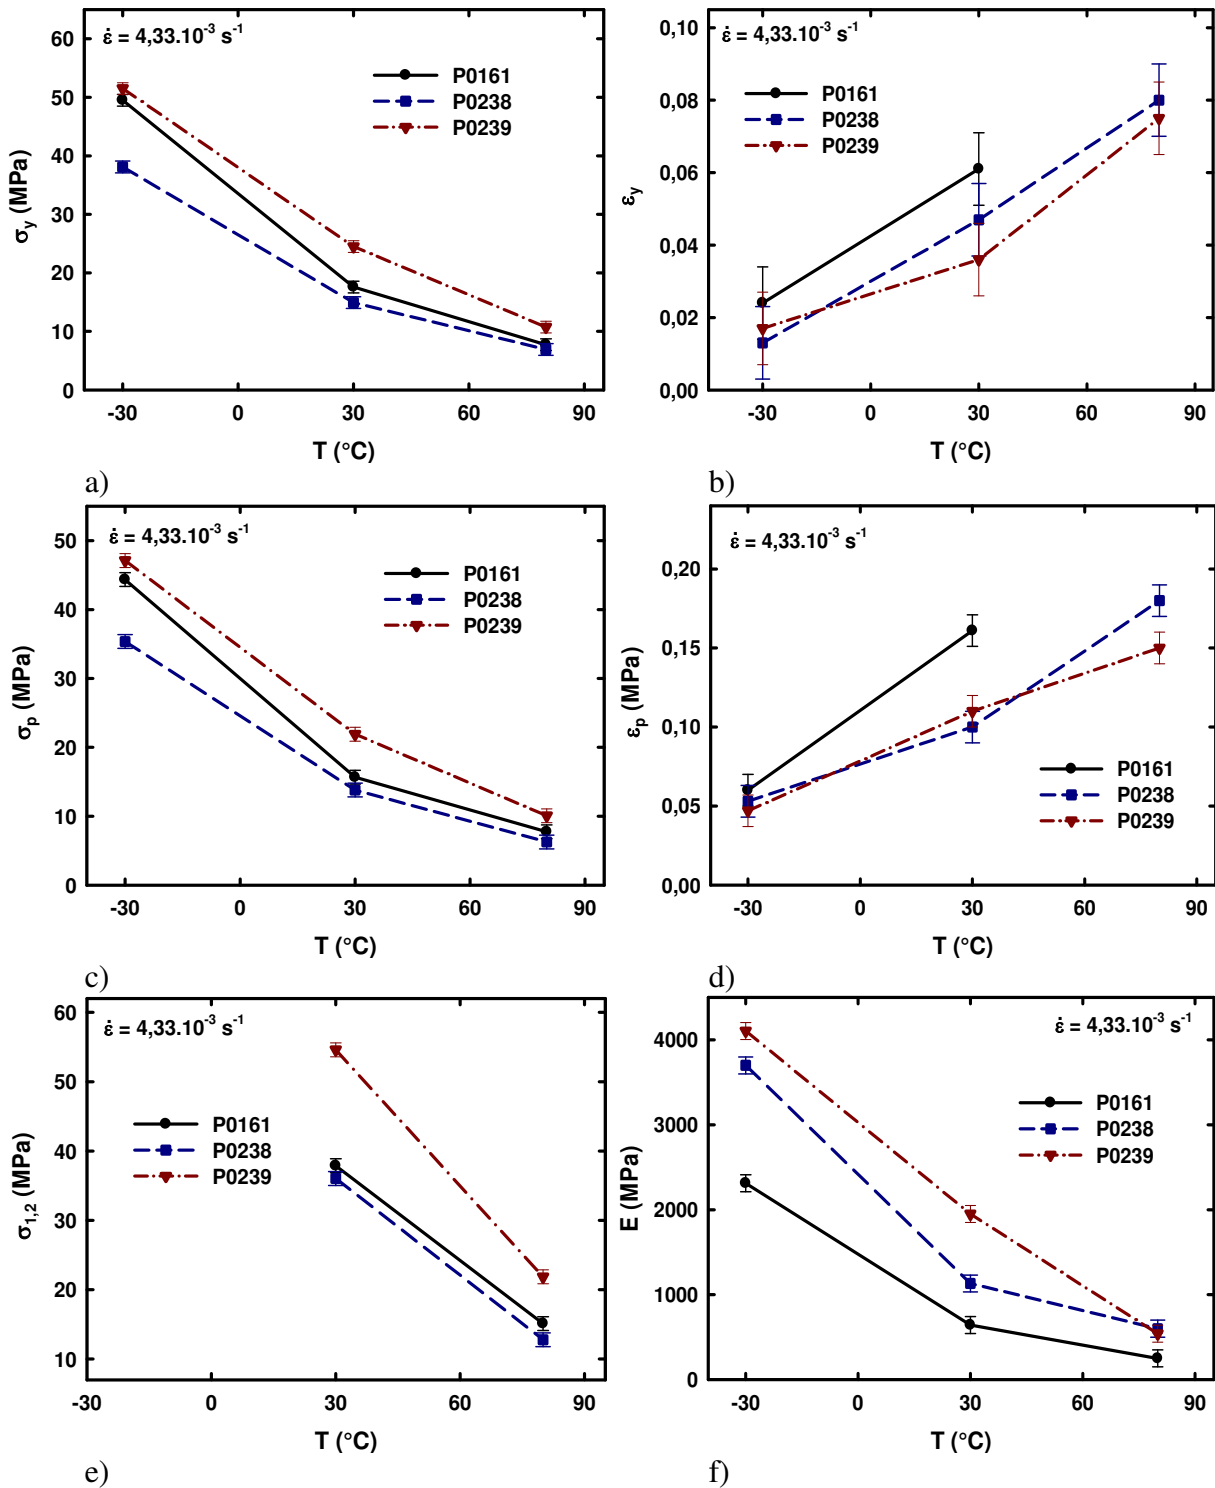 ε̇ = 4,33.10⁻³ s⁻¹
P0161
P0238
P0239
σy (MPa)
60
50
40
30
20
10
0
-30 0 30 60 90
T (°C)
a)
ε̇ = 4,33.10⁻³ s⁻¹
P0161
P0238
P0239
εy
0,10
0,08
0,06
0,04
0,02
0,00
-30 0 30 60 90
T (°C)
b)
ε̇ = 4,33.10⁻³ s⁻¹
P0161
P0238
P0239
σp (MPa)
50
40
30
20
10
0
-30 0 30 60 90
T (°C)
c)
ε̇ = 4,33.10⁻³ s⁻¹
P0161
P0238
P0239
εp (MPa)
0,20
0,15
0,10
0,05
0,00
-30 0 30 60 90
T (°C)
d)
ε̇ = 4,33.10⁻³ s⁻¹
P0161
P0238
P0239
σ1,2 (MPa)
60
50
40
30
20
10
-30 0 30 60 90
T (°C)
e)
ε̇ = 4,33.10⁻³ s⁻¹
P0161
P0238
P0239
E (MPa)
4000
3000
2000
1000
0
-30 0 30 60 90
T (°C)
f)